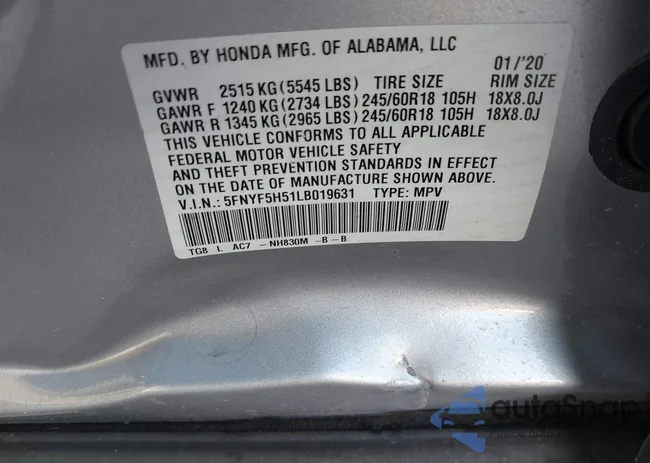 MFD. BY HONDA MFG. OF ALABAMA, LLC 01/'20
GVWR 2515 KG(5545 LBS) TIRE SIZE RIM SIZE
GAWR F 1240 KG(2734 LBS)245/60R18 105H 18X8.0J
GAWR R 1345 KG(2965 LBS)245/60R18 105H 18X8.0J
THIS VEHICLE CONFORMS TO ALL APPLICABLE
FEDERAL MOTOR VEHICLE SAFETY
AND THEFT PREVENTION STANDARDS IN EFFECT
ON THE DATE OF MANUFACTURE SHOWN ABOVE.
V.I.N.: 5FNYF5H51LB019631 TYPE: MPV
TG8 L AC7 -NH830M -B-B
autoSnap